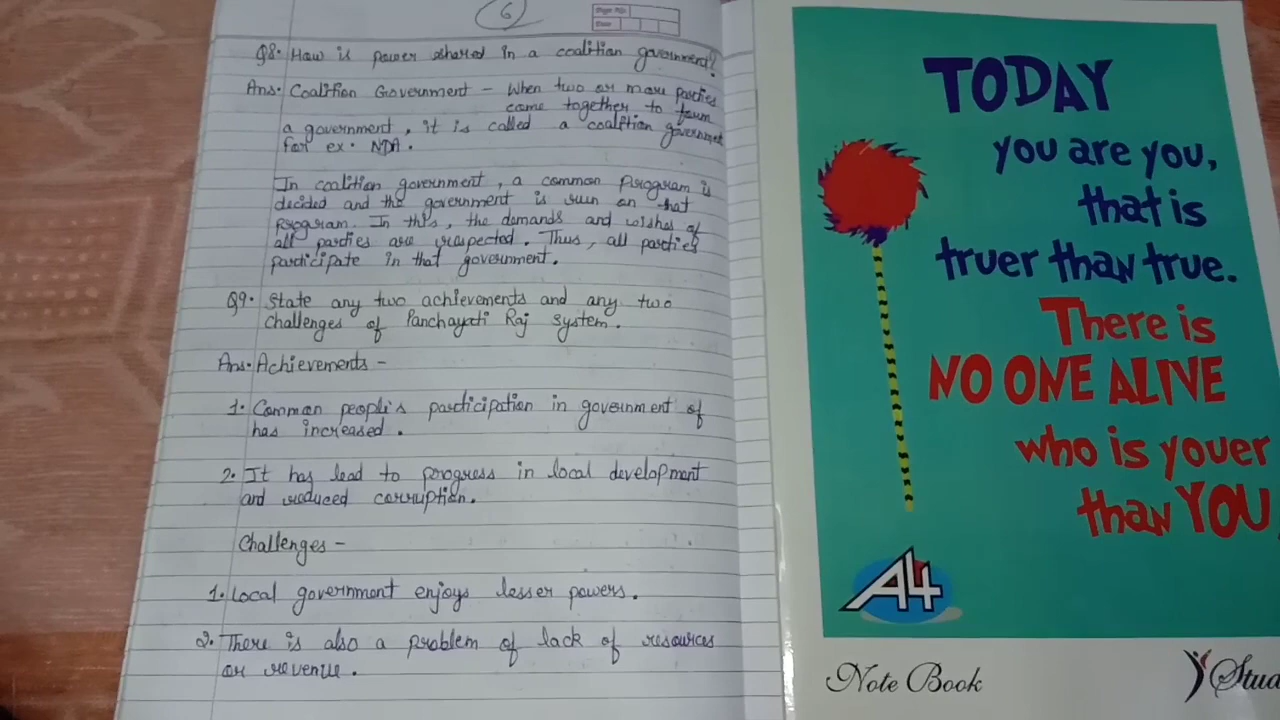 6
Page No.
Date
Q8. How is power shared in a coalition government?
Ans. Coalition Government - When two or more parties
come together to form
a government, it is called a coalition government
for ex. NDA.
In coalition government, a common program is
decided and the government is run on that
program. In this, the demands and wishes of
all parties are respected. Thus, all parties
participate in that government.
Q9. State any two achievements and any two
challenges of Panchayati Raj system.
Ans. Achievements -
1. Common people's participation in government of
has increased.
2. It has lead to progress in local development
and reduced corruption.
Challenges -
1. Local government enjoys lesser powers.
2. There is also a problem of lack of resources
or revenue.
TODAY
you are you,
that is
truer than true.
There is
NO ONE ALIVE
who is youer
than YOU
A4
Note Book